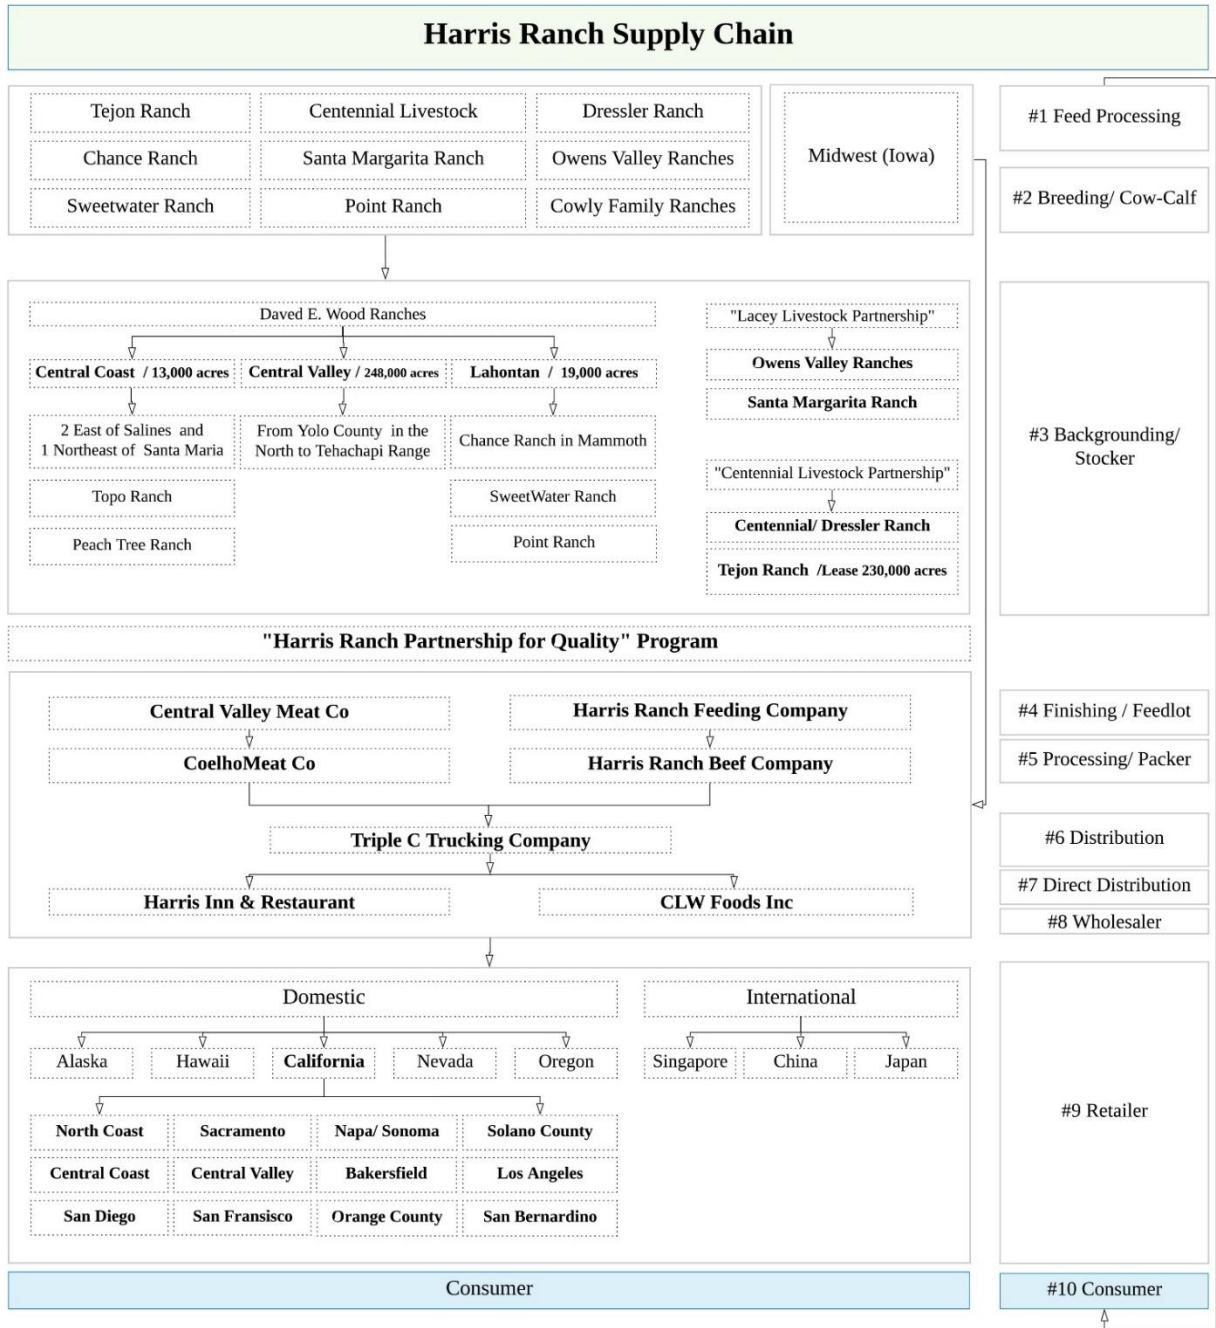 Harris Ranch Supply Chain
Tejon Ranch
Centennial Livestock
Dressler Ranch
Chance Ranch
Santa Margarita Ranch
Owens Valley Ranches
Sweetwater Ranch
Point Ranch
Cowly Family Ranches
Midwest (Iowa)
#1 Feed Processing
#2 Breeding/ Cow-Calf
Daved E. Wood Ranches
Central Coast / 13,000 acres
Central Valley / 248,000 acres
Lahontan / 19,000 acres
2 East of Salines and
1 Northeast of Santa Maria
From Yolo County in the
North to Tehachapi Range
Chance Ranch in Mammoth
Topo Ranch
SweetWater Ranch
Peach Tree Ranch
Point Ranch
"Lacey Livestock Partnership"
Owens Valley Ranches
Santa Margarita Ranch
"Centennial Livestock Partnership"
Centennial/ Dressler Ranch
Tejon Ranch /Lease 230,000 acres
#3 Backgrounding/
Stocker
"Harris Ranch Partnership for Quality" Program
Central Valley Meat Co
Harris Ranch Feeding Company
CoelhoMeat Co
Harris Ranch Beef Company
Triple C Trucking Company
Harris Inn & Restaurant
CLW Foods Inc
#4 Finishing / Feedlot
#5 Processing/ Packer
#6 Distribution
#7 Direct Distribution
#8 Wholesaler
Domestic
International
Alaska
Hawaii
California
Nevada
Oregon
Singapore
China
Japan
North Coast
Sacramento
Napa/ Sonoma
Solano County
Central Coast
Central Valley
Bakersfield
Los Angeles
San Diego
San Fransisco
Orange County
San Bernardino
#9 Retailer
Consumer
#10 Consumer